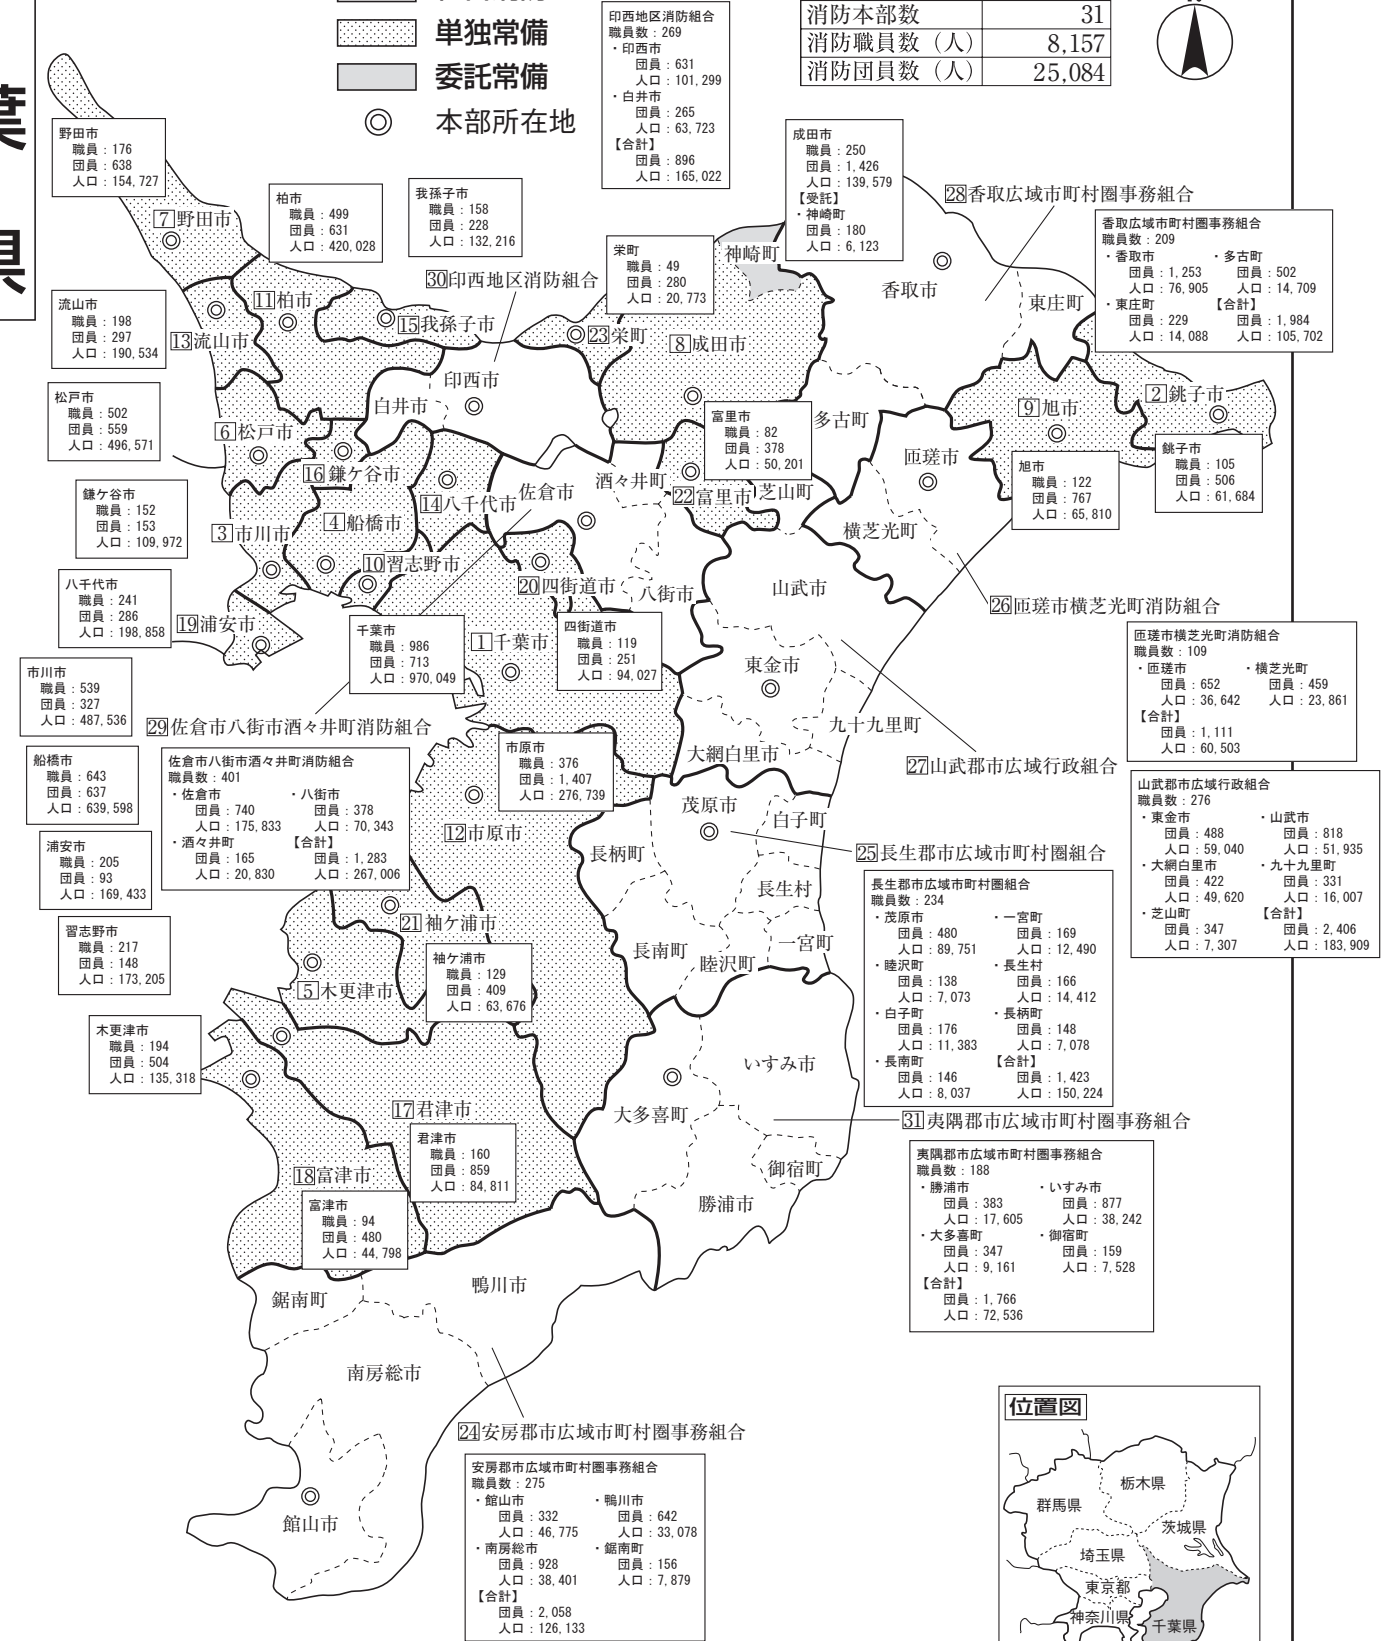 葉
県
単独常備
委託常備
本部所在地
消防本部数 31
消防職員数（人） 8,157
消防団員数（人） 25,084
印西地区消防組合
職員数：269
・印西市
団員：631
人口：101,299
・白井市
団員：265
人口：63,723
【合計】
団員：896
人口：165,022
野田市
職員：176
団員：638
人口：154,727
柏市
職員：499
団員：631
人口：420,028
我孫子市
職員：158
団員：228
人口：132,216
栄町
職員：49
団員：280
人口：20,773
成田市
職員：250
団員：1,426
人口：139,579
【受託】
・神崎町
団員：180
人口：6,123
28香取広域市町村圏事務組合
香取広域市町村圏事務組合
職員数：209
・香取市
団員：1,253
人口：76,905
・多古町
団員：502
人口：14,709
・東庄町
団員：229
人口：14,088
【合計】
団員：1,984
人口：105,702
7野田市
30印西地区消防組合
神崎町
香取市
東庄町
流山市
職員：198
団員：297
人口：190,534
11柏市
13流山市
15我孫子市
23栄町
8成田市
印西市
白井市
松戸市
職員：502
団員：559
人口：496,571
6松戸市
16鎌ケ谷市
富里市
職員：82
団員：378
人口：50,201
多古町
9旭市
2銚子市
匝瑳市
旭市
職員：122
団員：767
人口：65,810
銚子市
職員：105
団員：506
人口：61,684
鎌ケ谷市
職員：152
団員：153
人口：109,972
3市川市
4船橋市
14八千代市
佐倉市
酒々井町
22富里市
芝山町
横芝光町
10習志野市
20四街道市
八街市
山武市
八千代市
職員：241
団員：286
人口：198,858
19浦安市
千葉市
職員：986
団員：713
人口：970,049
1千葉市
四街道市
職員：119
団員：251
人口：94,027
東金市
26匝瑳市横芝光町消防組合
匝瑳市横芝光町消防組合
職員数：109
・匝瑳市
団員：652
人口：36,642
・横芝光町
団員：459
人口：23,861
【合計】
団員：1,111
人口：60,503
市川市
職員：539
団員：327
人口：487,536
29佐倉市八街市酒々井町消防組合
佐倉市八街市酒々井町消防組合
職員数：401
・佐倉市
団員：740
人口：175,833
・八街市
団員：378
人口：70,343
・酒々井町
団員：165
人口：20,830
【合計】
団員：1,283
人口：267,006
市原市
職員：376
団員：1,407
人口：276,739
大網白里市
九十九里町
27山武郡市広域行政組合
山武郡市広域行政組合
職員数：276
・東金市
団員：488
人口：59,040
・山武市
団員：818
人口：51,935
・大網白里市
団員：422
人口：49,620
・九十九里町
団員：331
人口：16,007
・芝山町
団員：347
人口：7,307
【合計】
団員：2,406
人口：183,909
船橋市
職員：643
団員：637
人口：639,598
浦安市
職員：205
団員：93
人口：169,433
習志野市
職員：217
団員：148
人口：173,205
12市原市
茂原市
白子町
長柄町
長生村
長南町
一宮町
睦沢町
25長生郡市広域市町村圏組合
長生郡市広域市町村圏組合
職員数：234
・茂原市
団員：480
人口：89,751
・一宮町
団員：169
人口：12,490
・睦沢町
団員：138
人口：7,073
・長生村
団員：166
人口：14,412
・白子町
団員：176
人口：11,383
・長柄町
団員：148
人口：7,078
・長南町
団員：146
人口：8,037
【合計】
団員：1,423
人口：150,224
21袖ケ浦市
袖ケ浦市
職員：129
団員：409
人口：63,676
5木更津市
木更津市
職員：194
団員：504
人口：135,318
いすみ市
大多喜町
御宿町
勝浦市
31夷隅郡市広域市町村圏事務組合
夷隅郡市広域市町村圏事務組合
職員数：188
・勝浦市
団員：383
人口：17,605
・いすみ市
団員：877
人口：38,242
・大多喜町
団員：347
人口：9,161
・御宿町
団員：159
人口：7,528
【合計】
団員：1,766
人口：72,536
17君津市
君津市
職員：160
団員：859
人口：84,811
18富津市
富津市
職員：94
団員：480
人口：44,798
鋸南町
鴨川市
南房総市
館山市
24安房郡市広域市町村圏事務組合
安房郡市広域市町村圏事務組合
職員数：275
・館山市
団員：332
人口：46,775
・鴨川市
団員：642
人口：33,078
・南房総市
団員：928
人口：38,401
・鋸南町
団員：156
人口：7,879
【合計】
団員：2,058
人口：126,133
位置図
栃木県
群馬県
茨城県
埼玉県
東京都
神奈川県
千葉県